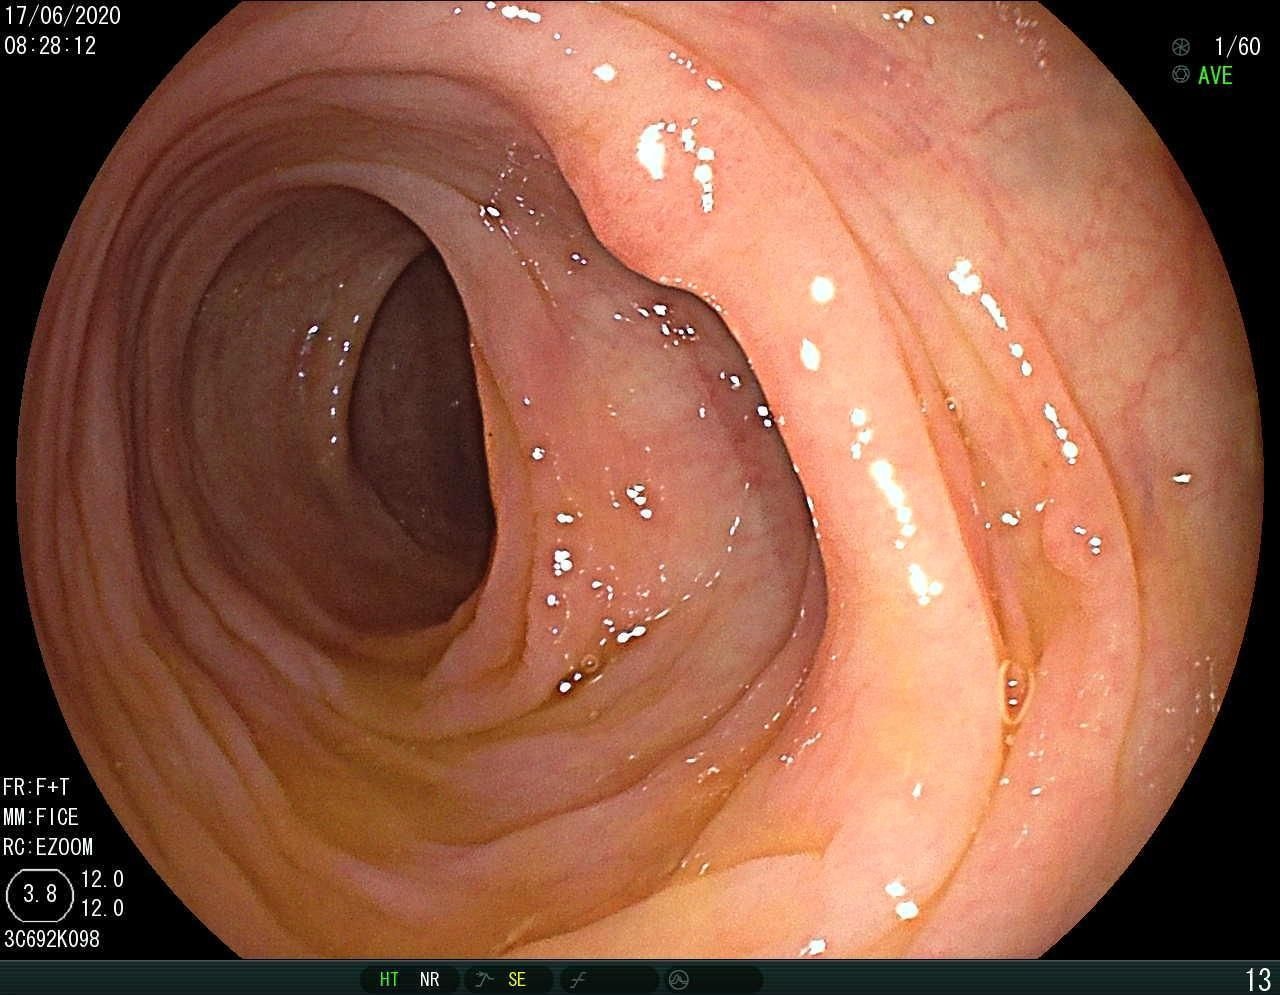 17/06/2020
08:28:12
1/60
AVE
FR:F+T
MM:FICE
RC:EZOOM
3.8
12.0
12.0
3C692K098
HT NR SE
13